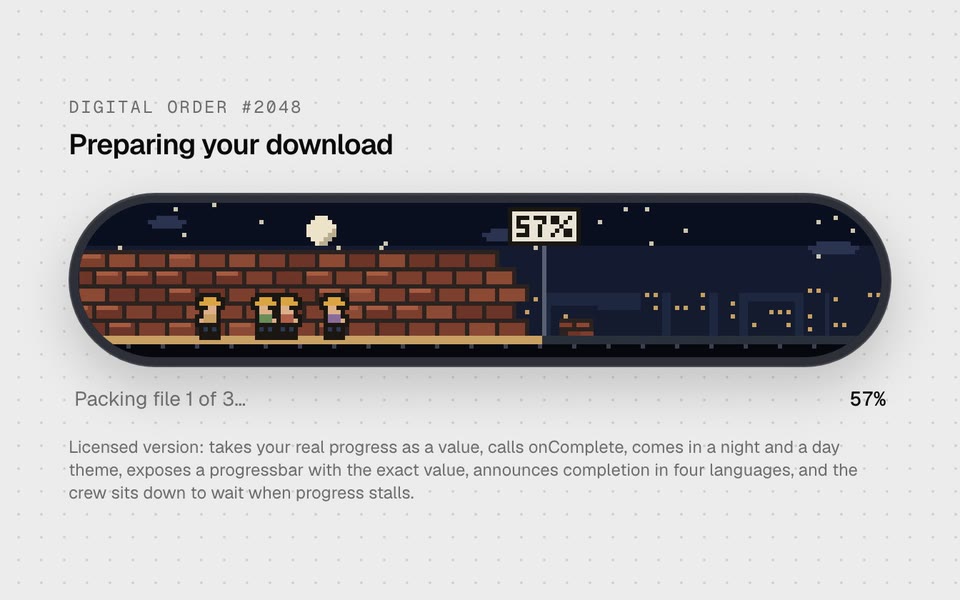 DIGITAL ORDER #2048
Preparing your download
57%
Packing file 1 of 3…
57%
Licensed version: takes your real progress as a value, calls onComplete, comes in a night and a day
theme, exposes a progressbar with the exact value, announces completion in four languages, and the
crew sits down to wait when progress stalls.